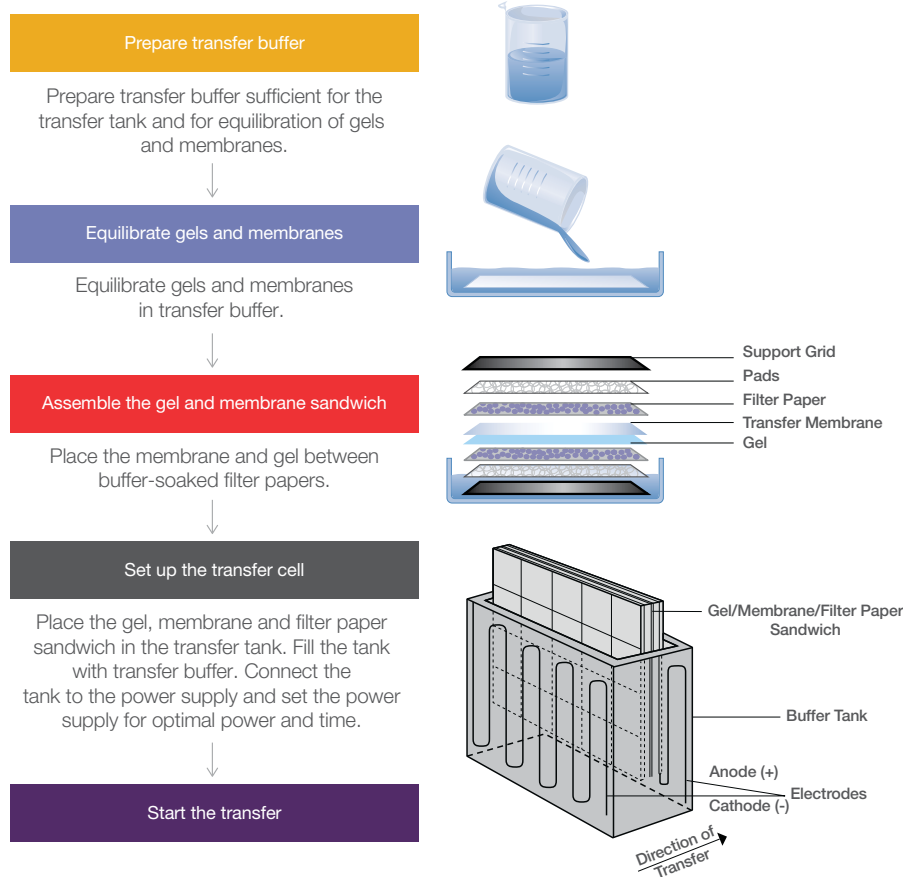 Prepare transfer buffer
Prepare transfer buffer sufficient for the
transfer tank and for equilibration of gels
and membranes.
Equilibrate gels and membranes
Equilibrate gels and membranes
in transfer buffer.
Assemble the gel and membrane sandwich
Place the membrane and gel between
buffer-soaked filter papers.
Support Grid
Pads
Filter Paper
Transfer Membrane
Gel
Set up the transfer cell
Place the gel, membrane and filter paper
sandwich in the transfer tank. Fill the tank
with transfer buffer. Connect the
tank to the power supply and set the power
supply for optimal power and time.
Gel/Membrane/Filter Paper
Sandwich
Buffer Tank
Anode (+)
Electrodes
Cathode (-)
Direction of
Transfer
Start the transfer